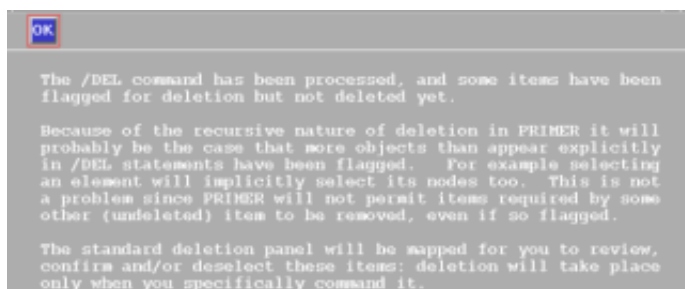 OK
The /DEL command has been processed, and some items have been
flagged for deletion but not deleted yet.
Because of the recursive nature of deletion in PRIMER it will
probably be the case that more objects than appear explicitly
in /DEL statements have been flagged. For example selecting
an element will implicitly select its nodes too. This is not
a problem since PRIMER will not permit items required by some
other (undeleted) item to be removed, even if so flagged.
The standard deletion panel will be mapped for you to review,
confirm and/or deselect these items: deletion will take place
only when you specifically command it.